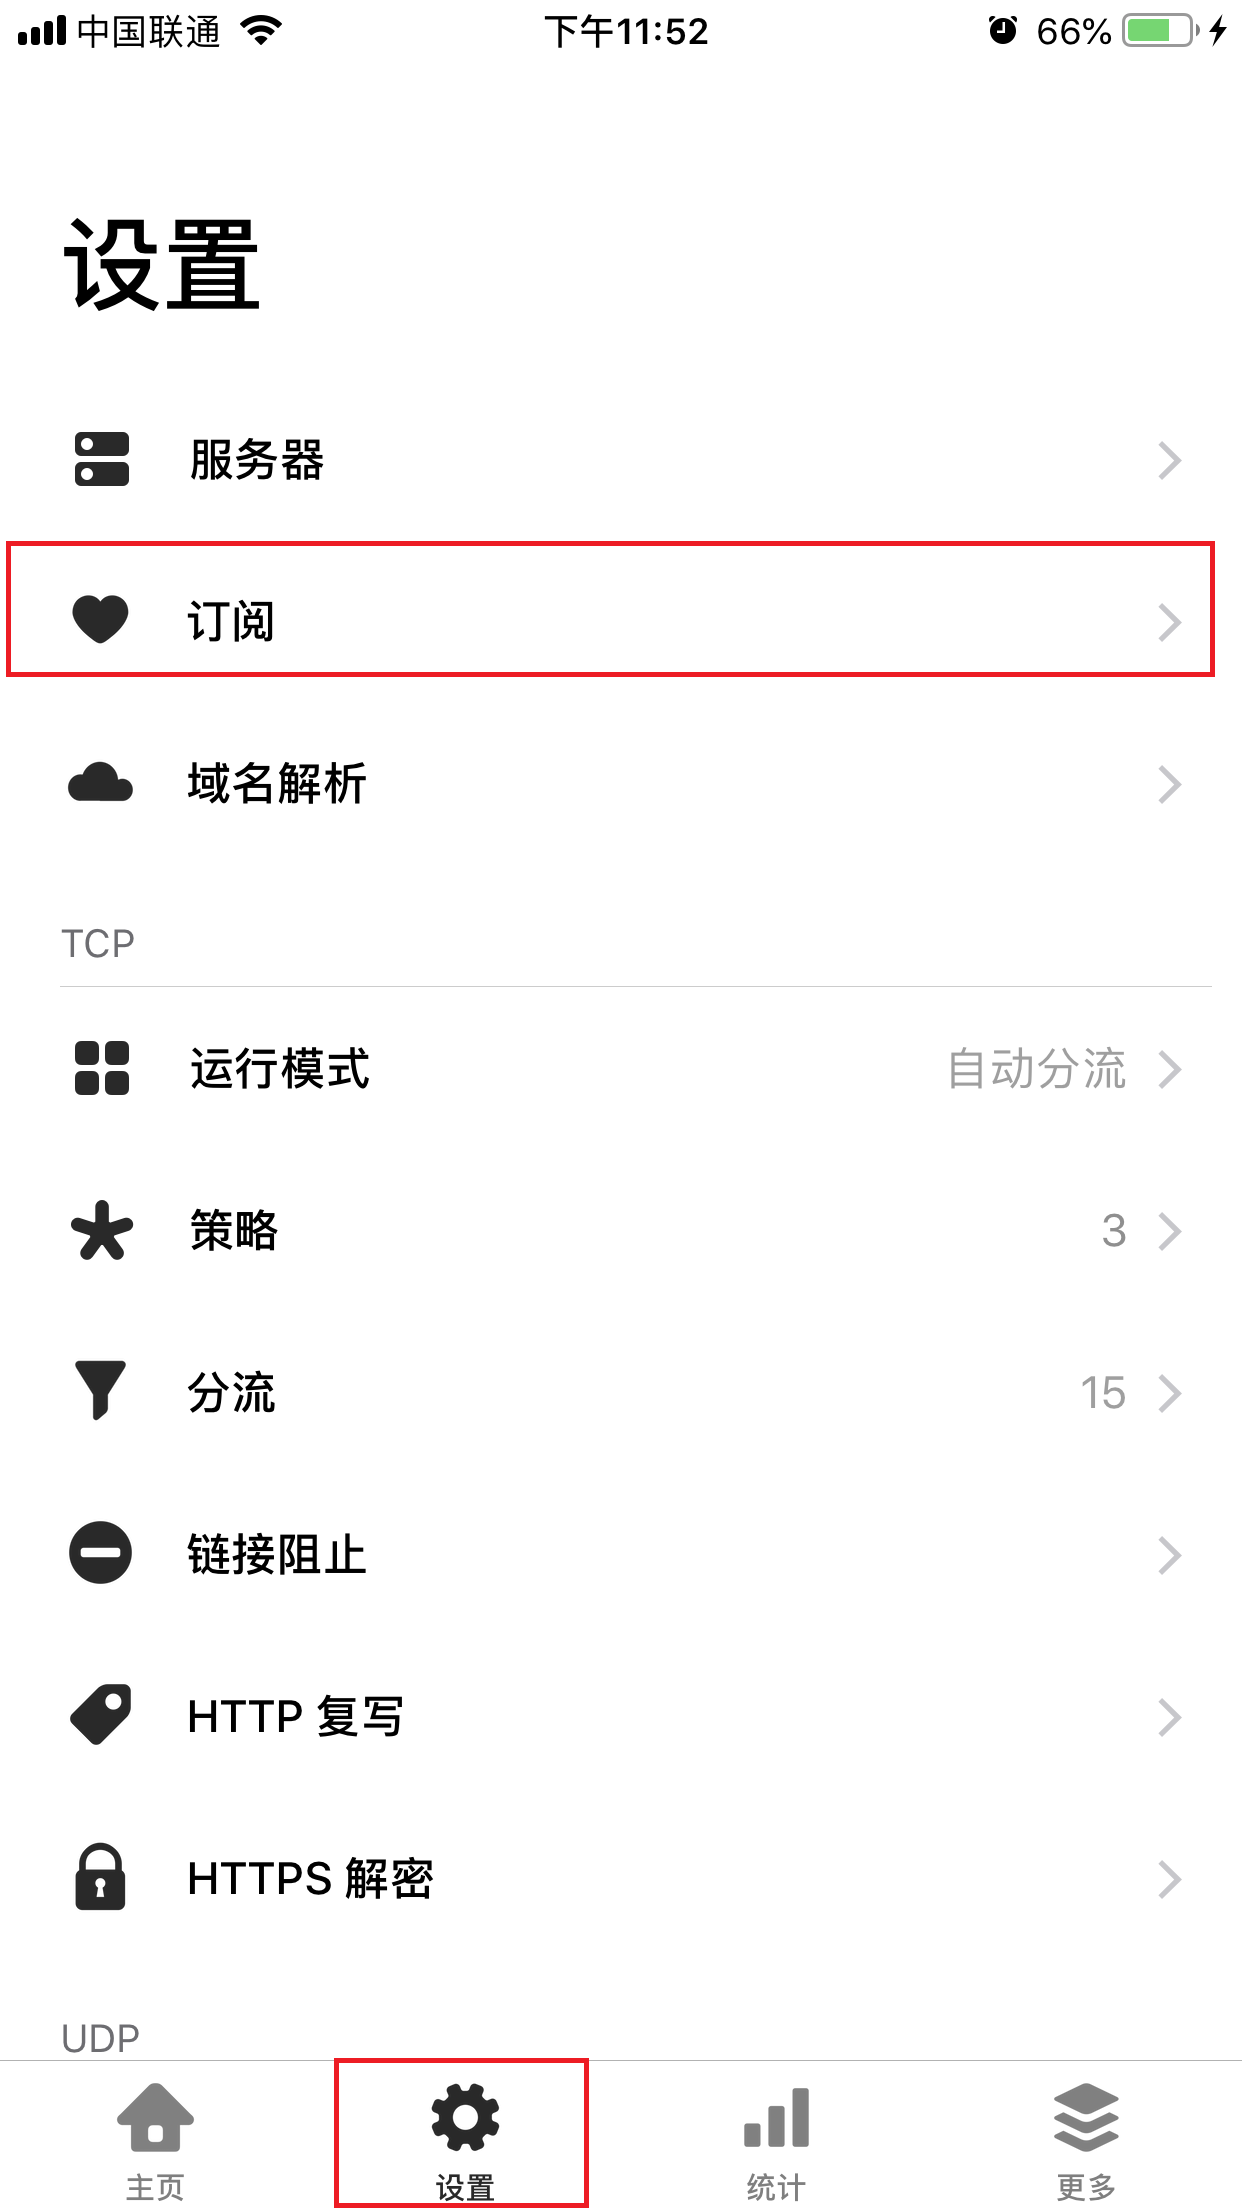 中国联通 下午11:52 66%
设置
服务器
订阅
域名解析
TCP
运行模式 自动分流
策略 3
分流 15
链接阻止
HTTP 复写
HTTPS 解密
UDP
主页 设置 统计 更多